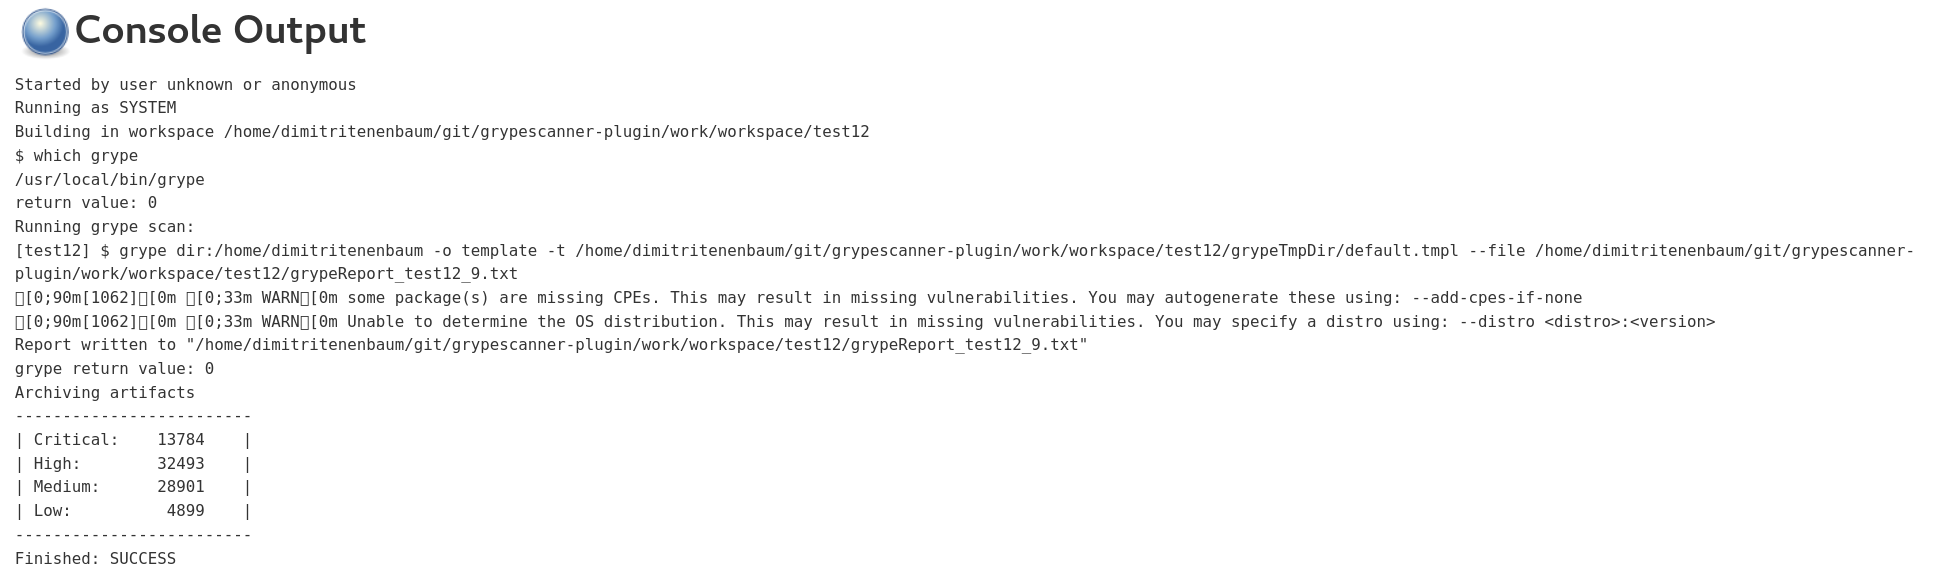 Console Output
Started by user unknown or anonymous
Running as SYSTEM
Building in workspace /home/dimitritenenbaum/git/grypescanner-plugin/work/workspace/test12
$ which grype
/usr/local/bin/grype
return value: 0
Running grype scan:
[test12] $ grype dir:/home/dimitritenenbaum -o template -t /home/dimitritenenbaum/git/grypescanner-plugin/work/workspace/test12/grypeTmpDir/default.tmpl --file /home/dimitritenenbaum/git/grypescanner-
plugin/work/workspace/test12/grypeReport_test12_9.txt
▯[0;90m[1062]▯[0m ▯[0;33m WARN▯[0m some package(s) are missing CPEs. This may result in missing vulnerabilities. You may autogenerate these using: --add-cpes-if-none
▯[0;90m[1062]▯[0m ▯[0;33m WARN▯[0m Unable to determine the OS distribution. This may result in missing vulnerabilities. You may specify a distro using: --distro <distro>:<version>
Report written to "/home/dimitritenenbaum/git/grypescanner-plugin/work/workspace/test12/grypeReport_test12_9.txt"
grype return value: 0
Archiving artifacts
-------------------------
| Critical:    13784    |
| High:        32493    |
| Medium:      28901    |
| Low:          4899    |
-------------------------
Finished: SUCCESS